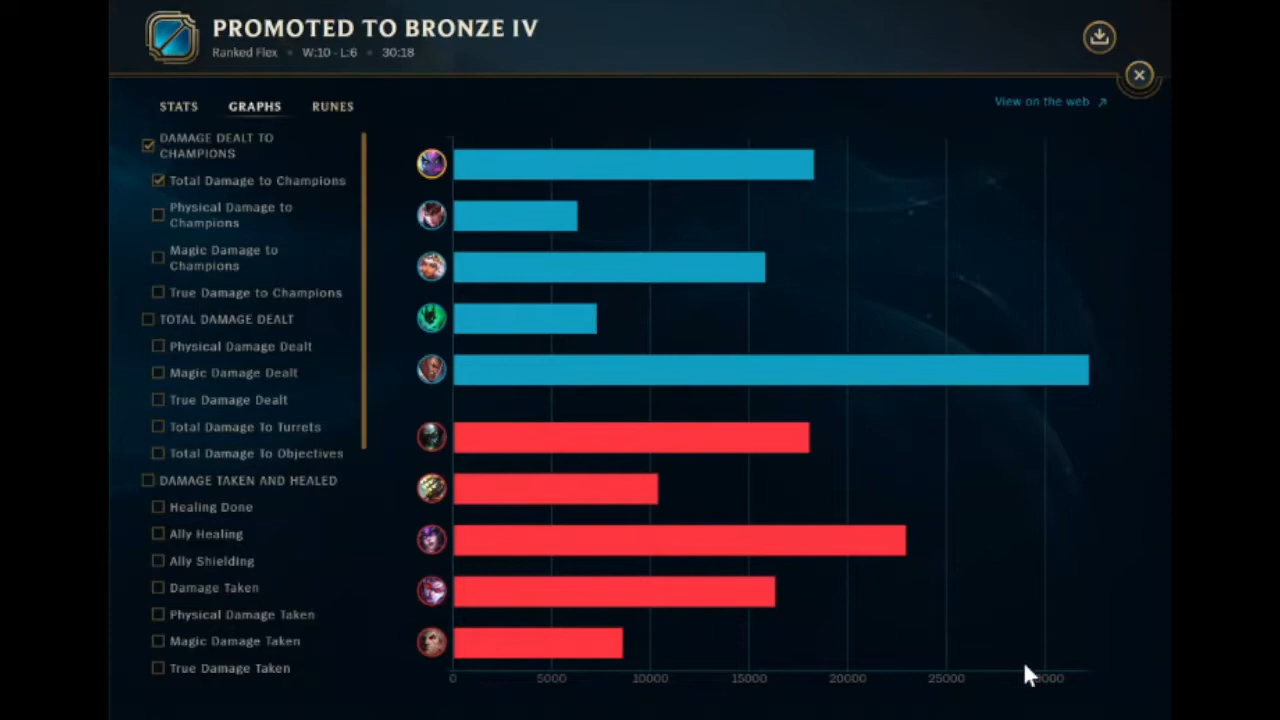 PROMOTED TO BRONZE IV
Ranked Flex • W:10 - L:6 • 30:18
STATS GRAPHS RUNES
View on the web ↗
DAMAGE DEALT TO
CHAMPIONS
Total Damage to Champions
Physical Damage to
Champions
Magic Damage to
Champions
True Damage to Champions
TOTAL DAMAGE DEALT
Physical Damage Dealt
Magic Damage Dealt
True Damage Dealt
Total Damage To Turrets
Total Damage To Objectives
DAMAGE TAKEN AND HEALED
Healing Done
Ally Healing
Ally Shielding
Damage Taken
Physical Damage Taken
Magic Damage Taken
True Damage Taken
0 5000 10000 15000 20000 25000